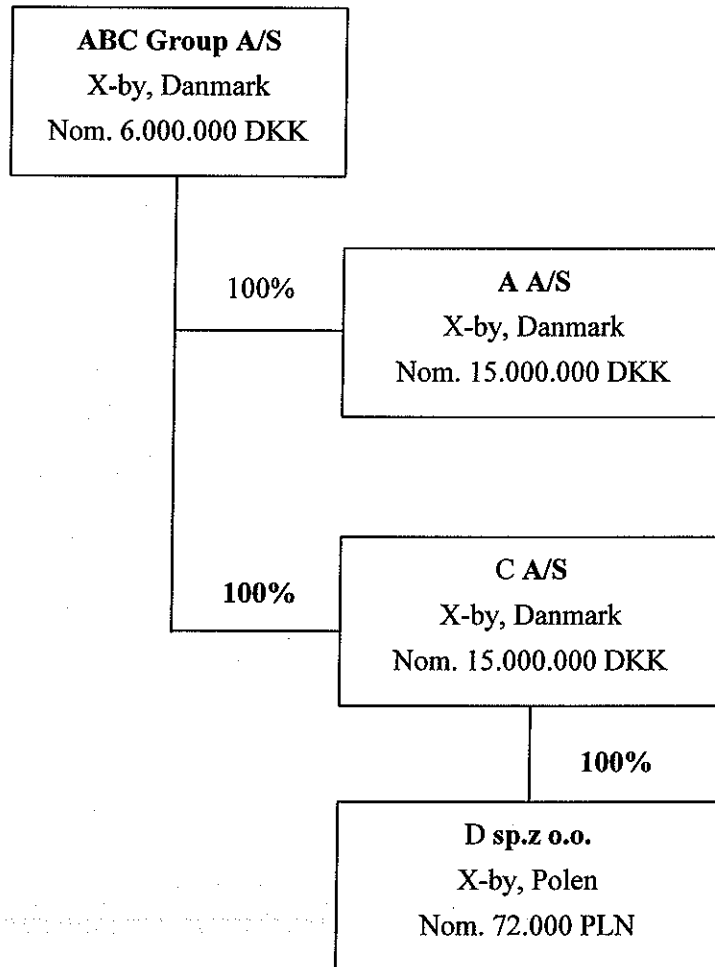 ABC Group A/S
X-by, Danmark
Nom. 6.000.000 DKK
100%
A A/S
X-by, Danmark
Nom. 15.000.000 DKK
100%
C A/S
X-by, Danmark
Nom. 15.000.000 DKK
100%
D sp.z o.o.
X-by, Polen
Nom. 72.000 PLN